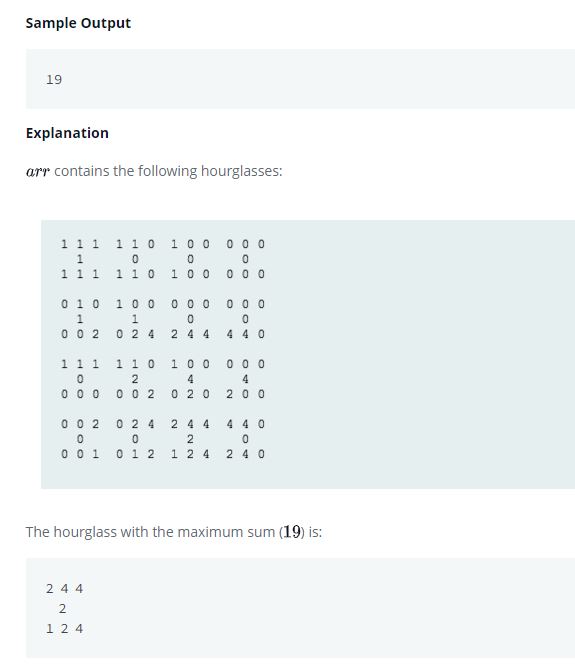 Sample Output
19
Explanation
arr contains the following hourglasses:
1 1 1   1 1 0   1 0 0   0 0 0
  1       0       0       0
1 1 1   1 1 0   1 0 0   0 0 0
0 1 0   1 0 0   0 0 0   0 0 0
  1       1       0       0
0 0 2   0 2 4   2 4 4   4 4 0
1 1 1   1 1 0   1 0 0   0 0 0
  0       2       4       4
0 0 0   0 0 2   0 2 0   2 0 0
0 0 2   0 2 4   2 4 4   4 4 0
  0       0       2       0
0 0 1   0 1 2   1 2 4   2 4 0
The hourglass with the maximum sum (19) is:
2 4 4
  2
1 2 4